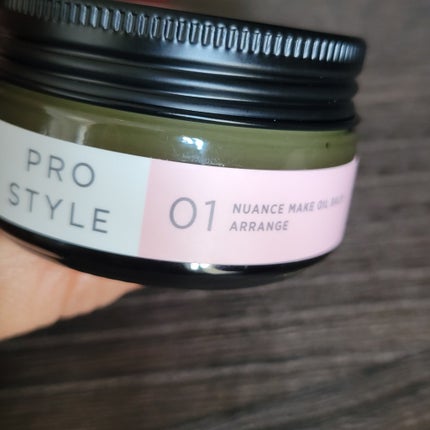 PRO
STYLE
01
NUANCE MAKE OIL BALM
ARRANGE